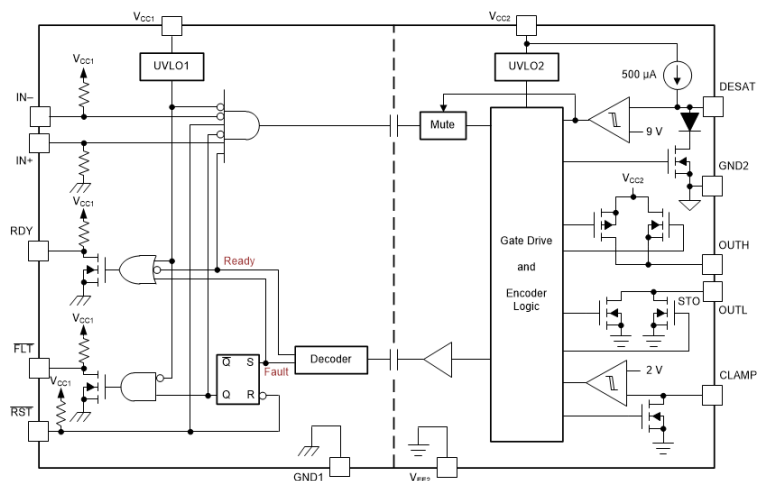 VCC1
VCC2
VCC1
UVLO1
UVLO2
500 µA
DESAT
IN–
Mute
9 V
IN+
GND2
VCC1
VCC2
RDY
Ready
Gate Drive
and
Encoder
Logic
OUTH
VCC1
STO
OUTL
FLT
Q S
Fault
Decoder
2 V
CLAMP
VCC1
Q R
RST
GND1
VEE2